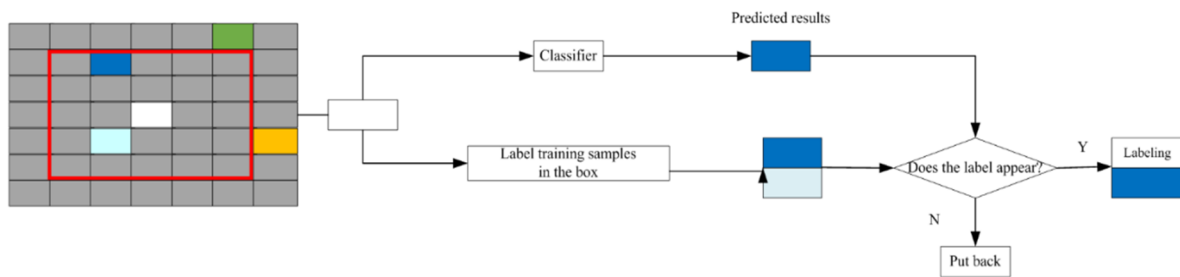 Predicted results
Classifier
Label training samples
in the box
Does the label appear?
Y
Labeling
N
Put back